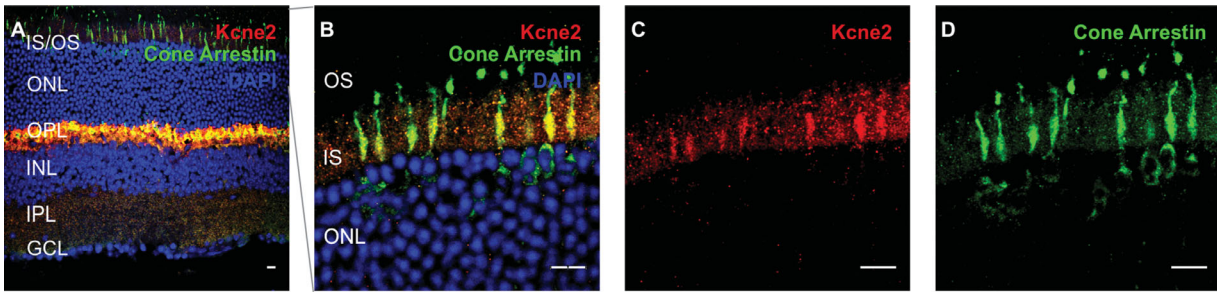 A
Kcne2
IS/OS
Cone Arrestin
ONL
DAPI
OPL
INL
IPL
GCL
B
Kcne2
Cone Arrestin
OS
DAPI
IS
ONL
C
Kcne2
D
Cone Arrestin